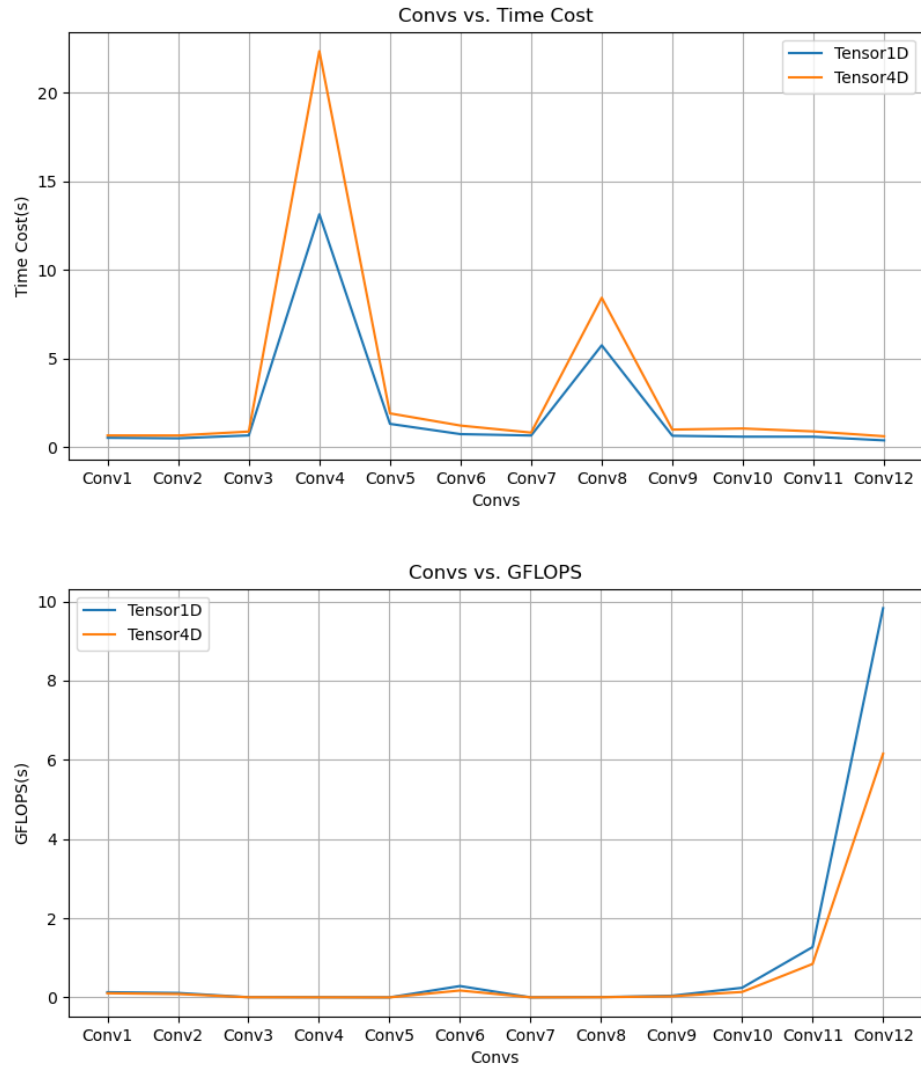 Convs vs. Time Cost
Tensor1D
Tensor4D
Time Cost(s)
20
15
10
5
0
Conv1 Conv2 Conv3 Conv4 Conv5 Conv6 Conv7 Conv8 Conv9 Conv10 Conv11 Conv12
Convs
Convs vs. GFLOPS
Tensor1D
Tensor4D
GFLOPS(s)
10
8
6
4
2
0
Conv1 Conv2 Conv3 Conv4 Conv5 Conv6 Conv7 Conv8 Conv9 Conv10 Conv11 Conv12
Convs